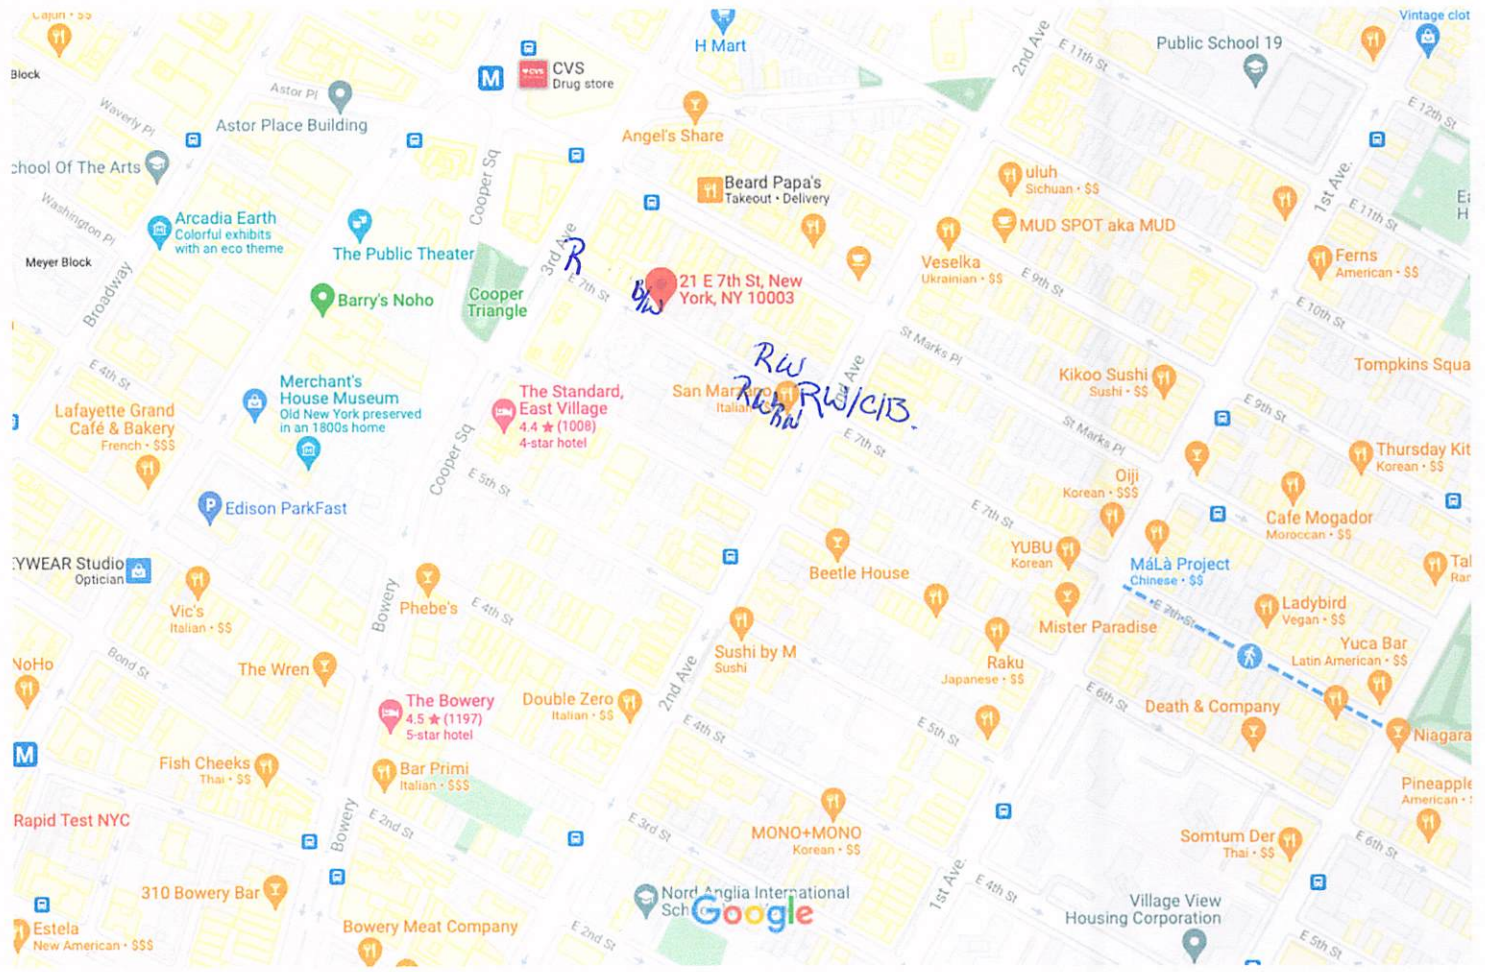 Cajun • $$
Block
Astor Pl
Waverly Pl
Astor Place Building
CVS
Drug store
H Mart
2nd Ave
E 11th St
Public School 19
Vintage clot
E 12th St
Angel's Share
chool Of The Arts
Washington Pl
Meyer Block
Arcadia Earth
Colorful exhibits
with an eco theme
The Public Theater
Cooper Sq
3rd Ave
R
Beard Papa's
Takeout • Delivery
uluh
Sichuan • $$
MUD SPOT aka MUD
Veselka
Ukrainian • $$
1st Ave.
E 11th St
Ferns
American • $$
Broadway
Barry's Noho
Cooper
Triangle
E 7th St
B/W
21 E 7th St, New
York, NY 10003
E 9th St
E 10th St
St Marks Pl
Tompkins Squa
E 4th St
Merchant's
House Museum
Old New York preserved
in an 1800s home
Lafayette Grand
Café & Bakery
French • $$$
The Standard,
East Village
4.4 ★ (1008)
4-star hotel
RW
San Marzano
Italian
RW
RW
RW/C/B.
2nd Ave
E 7th St
Kikoo Sushi
Sushi • $$
E 9th St
St Marks Pl
Thursday Kit
Korean • $$
Cooper Sq
E 5th St
Edison ParkFast
Oiji
Korean • $$$
E 7th St
Cafe Mogador
Moroccan • $$
YUBU
Korean
MáLà Project
Chinese • $$
EYWEAR Studio
Optician
Beetle House
Vic's
Italian • $$
Bowery
Phebe's
E 4th St
E 7th St
Mister Paradise
Ladybird
Vegan • $$
Yuca Bar
Latin American • $$
NoHo
Bond St
The Wren
Sushi by M
Sushi
2nd Ave
Raku
Japanese • $$
E 6th St
Death & Company
Niagara
The Bowery
4.5 ★ (1197)
5-star hotel
Double Zero
Italian • $$
E 4th St
E 5th St
Fish Cheeks
Thai • $$
Bar Primi
Italian • $$$
Pineapple
American •
Rapid Test NYC
Bowery
E 2nd St
E 3rd St
MONO+MONO
Korean • $$
Somtum Der
Thai • $$
E 6th St
310 Bowery Bar
Nord Anglia International
Google
1st Ave.
E 4th St
Village View
Housing Corporation
Estela
New American • $$$
Bowery Meat Company
E 2nd St
E 5th St